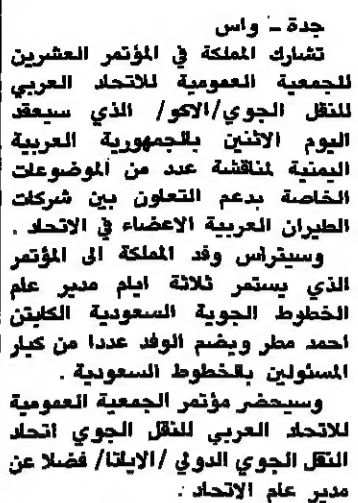 جدة - واس
تشارك المملكة في المؤتمر العشرين
للجمعية العمومية للاتحاد العربي
للنقل الجوي/الاكو/ الذي سيعقد
اليوم الاثنين بالجمهورية العربية
اليمنية لمناقشة عدد من الموضوعات
الخاصة بدعم التعاون بين شركات
الطيران العربية الاعضاء في الاتحاد .
وسيتراس وفد المملكة الى المؤتمر
الذي يستمر ثلاثة ايام مدير عام
الخطوط الجوية السعودية الكابتن
احمد مطر ويضم الوفد عددا من كبار
المسئولين بالخطوط السعودية .
وسيحضر مؤتمر الجمعية العمومية
للاتحاد العربي للنقل الجوي اتحاد
النقل الجوي الدولي /الاياتا/ فضلا عن
مدير عام الاتحاد .